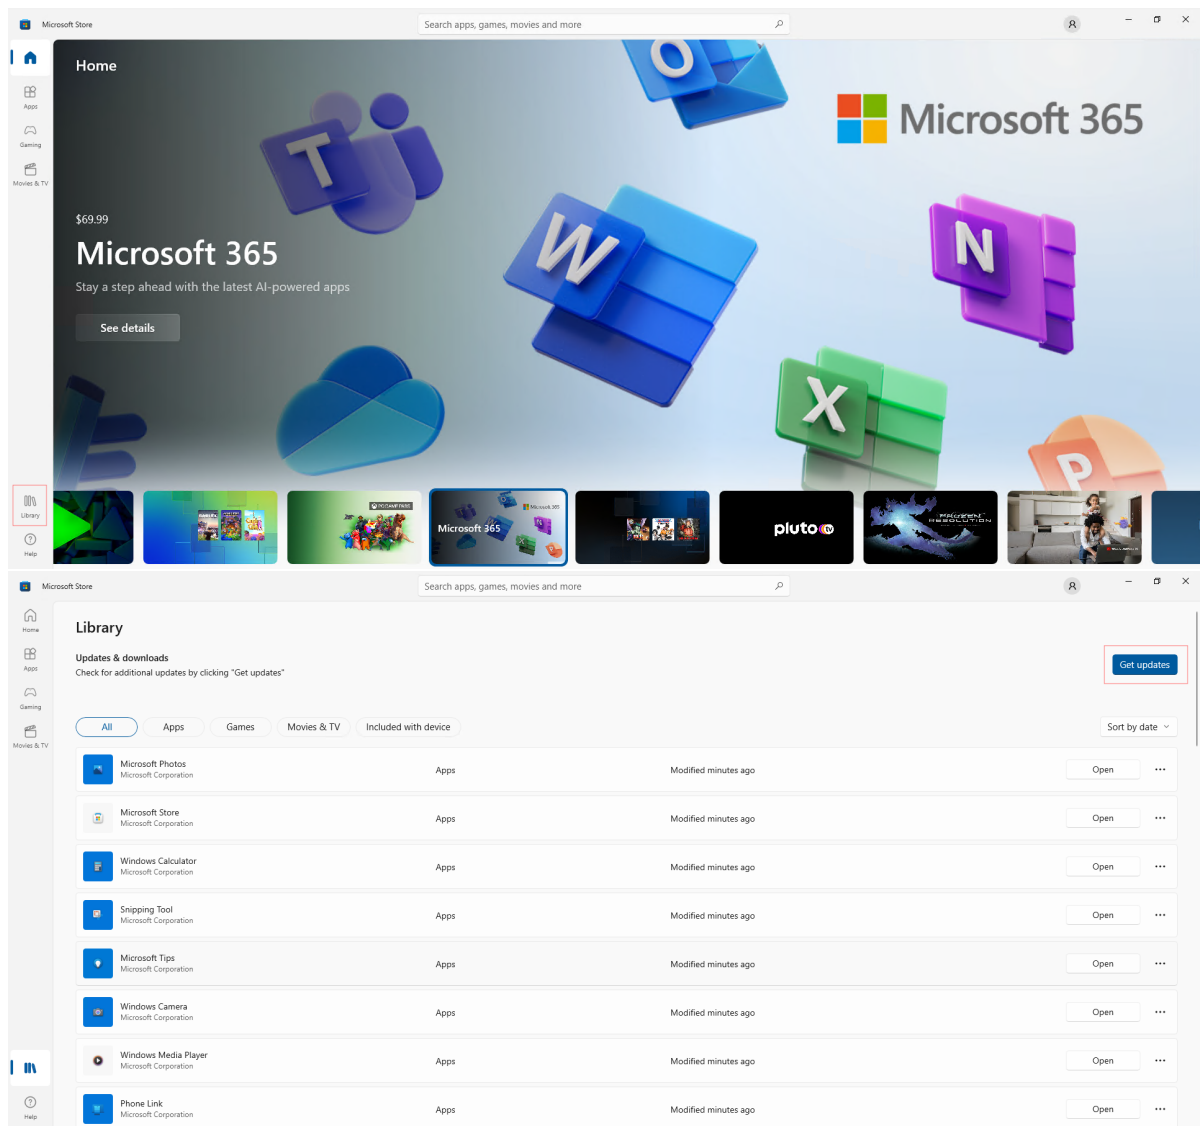 Microsoft Store
Search apps, games, movies and more
Home
Apps
Gaming
Movies & TV
Microsoft 365
$69.99
Microsoft 365
Stay a step ahead with the latest AI-powered apps
See details
T
O
W
N
X
P
Library
Help
PC GAME PASS
Microsoft 365
Microsoft 365
pluto tv
FROZEN
RESOLUTION
Microsoft Store
Search apps, games, movies and more
Home
Apps
Gaming
Movies & TV
Library
Updates & downloads
Check for additional updates by clicking "Get updates"
Get updates
All
Apps
Games
Movies & TV
Included with device
Sort by date
Microsoft Photos
Microsoft Corporation
Apps
Modified minutes ago
Open
Microsoft Store
Microsoft Corporation
Apps
Modified minutes ago
Open
Windows Calculator
Microsoft Corporation
Apps
Modified minutes ago
Open
Snipping Tool
Microsoft Corporation
Apps
Modified minutes ago
Open
Microsoft Tips
Microsoft Corporation
Apps
Modified minutes ago
Open
Windows Camera
Microsoft Corporation
Apps
Modified minutes ago
Open
Windows Media Player
Microsoft Corporation
Apps
Modified minutes ago
Open
Phone Link
Microsoft Corporation
Apps
Modified minutes ago
Open
Help